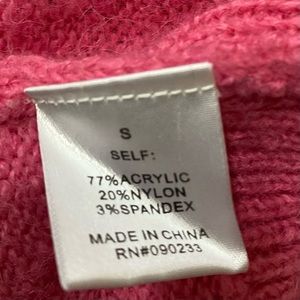 S
SELF:
77%ACRYLIC
20%NYLON
3%SPANDEX
MADE IN CHINA
RN#090233